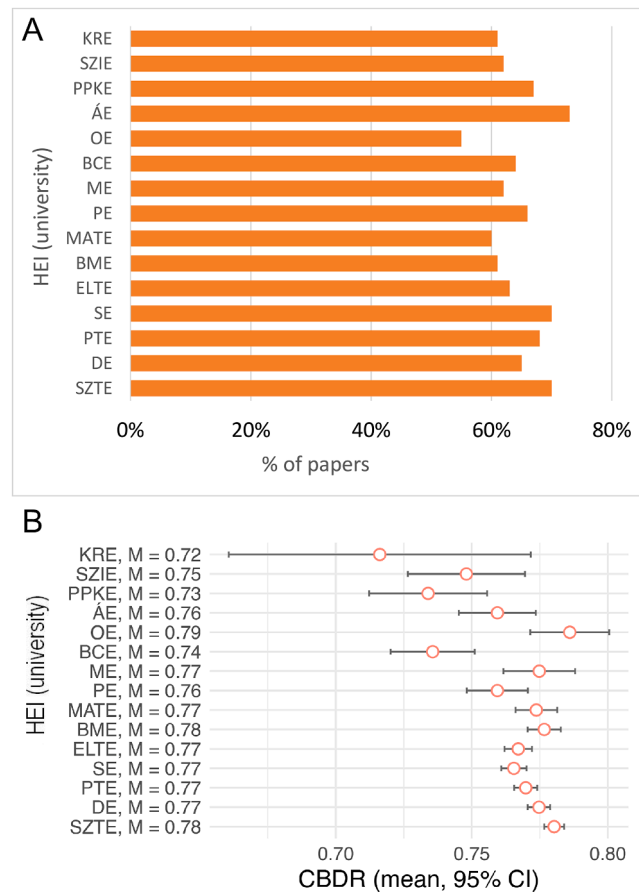 A
HEI (university)
KRE
SZIE
PPKE
ÁE
OE
BCE
ME
PE
MATE
BME
ELTE
SE
PTE
DE
SZTE
0% 20% 40% 60% 80%
% of papers
B
HEI (university)
KRE, M = 0.72
SZIE, M = 0.75
PPKE, M = 0.73
ÁE, M = 0.76
OE, M = 0.79
BCE, M = 0.74
ME, M = 0.77
PE, M = 0.76
MATE, M = 0.77
BME, M = 0.78
ELTE, M = 0.77
SE, M = 0.77
PTE, M = 0.77
DE, M = 0.77
SZTE, M = 0.78
0.70 0.75 0.80
CBDR (mean, 95% CI)